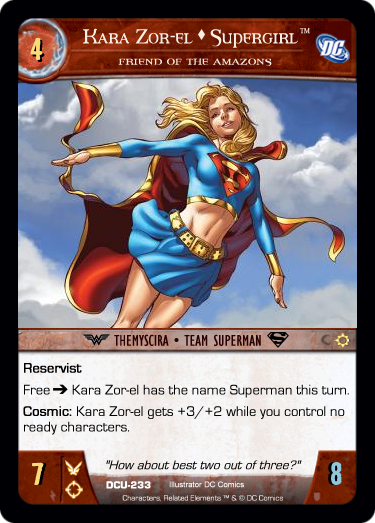 4
KARA ZOR-EL ♦ SUPERGIRL™
DC
FRIEND OF THE AMAZONS
THEMYSCIRA • TEAM SUPERMAN
Reservist
Free ➔ Kara Zor-el has the name Superman this turn.
Cosmic: Kara Zor-el gets +3/+2 while you control no
ready characters.
7
"How about best two out of three?"
8
DCU-233 Illustrator DC Comics
Characters, Related Elements ™ & © DC Comics